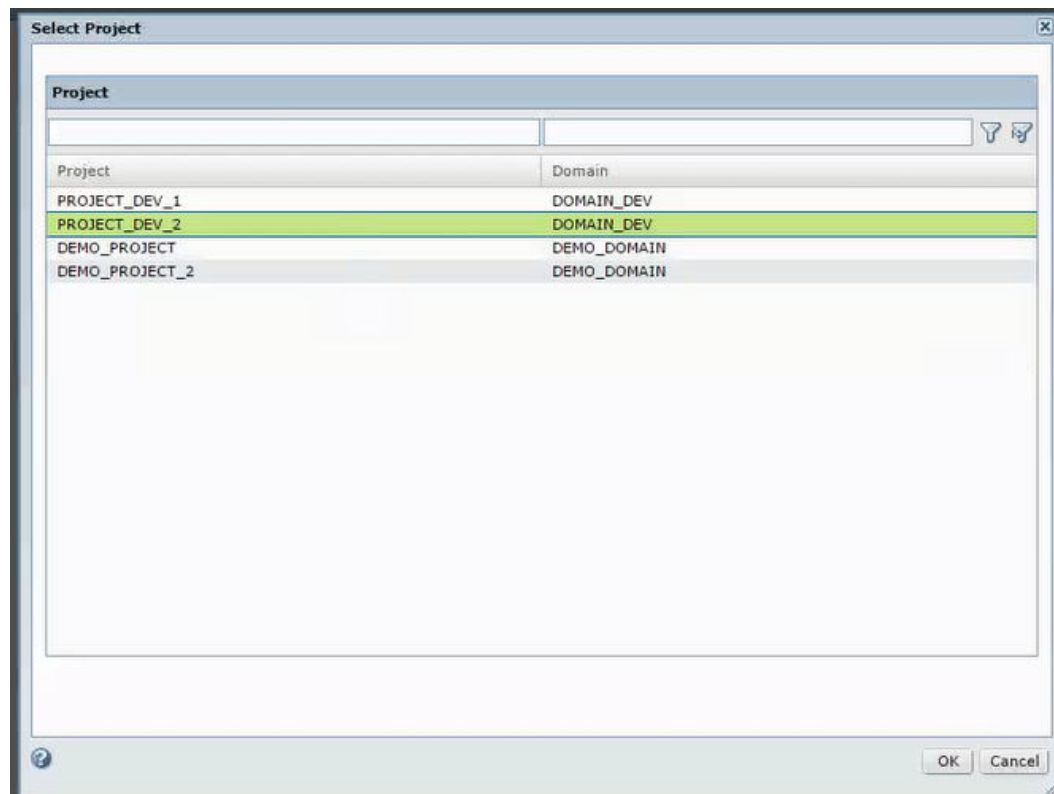 Select Project
Project
Project Domain
PROJECT_DEV_1 DOMAIN_DEV
PROJECT_DEV_2 DOMAIN_DEV
DEMO_PROJECT DEMO_DOMAIN
DEMO_PROJECT_2 DEMO_DOMAIN
OK Cancel